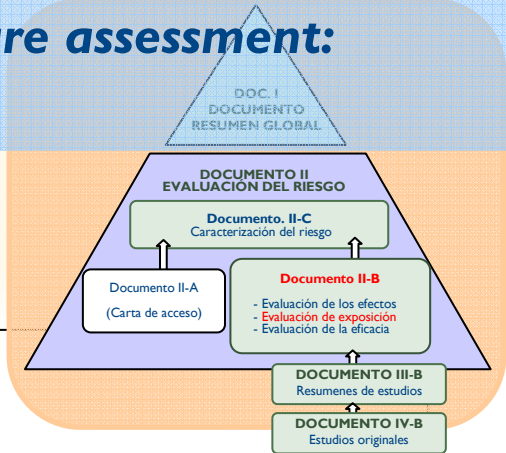 re assessment:
DOC. I
DOCUMENTO
RESUMEN GLOBAL
DOCUMENTO II
EVALUACIÓN DEL RIESGO
Documento. II-C
Caracterización del riesgo
Documento II-A
(Carta de acceso)
Documento II-B
- Evaluación de los efectos
- Evaluación de exposición
- Evaluación de la eficacia
DOCUMENTO III-B
Resumenes de estudios
DOCUMENTO IV-B
Estudios originales